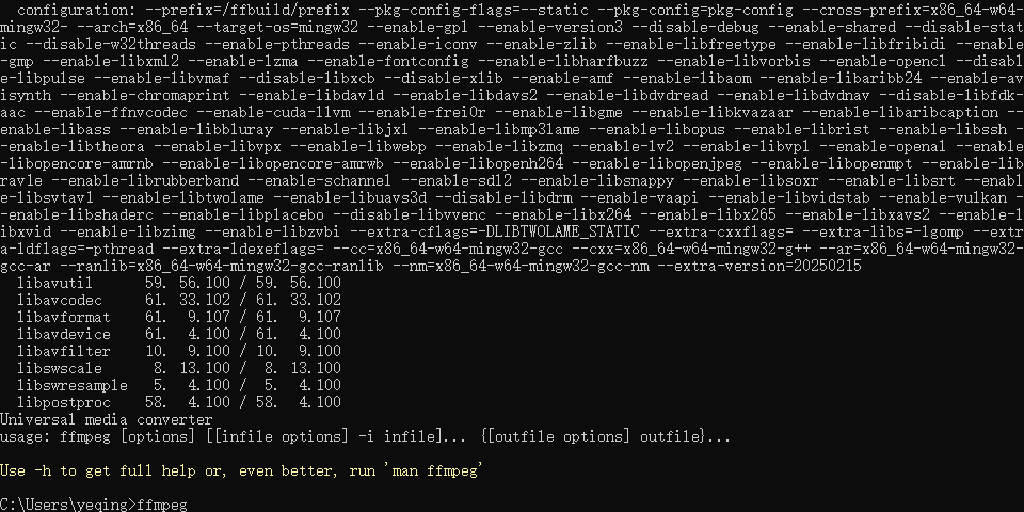 configuration: --prefix=/ffbuild/prefix --pkg-config-flags=--static --pkg-config=pkg-config --cross-prefix=x86_64-w64-
mingw32- --arch=x86_64 --target-os=mingw32 --enable-gpl --enable-version3 --disable-debug --enable-shared --disable-stat
ic --disable-w32threads --enable-pthreads --enable-iconv --enable-zlib --enable-libfreetype --enable-libfribidi --enable
-gmp --enable-libxml2 --enable-lzma --enable-fontconfig --enable-libharfbuzz --enable-libvorbis --enable-opencl --disabl
e-libpulse --enable-libvmaf --disable-libxcb --disable-xlib --enable-amf --enable-libaom --enable-libaribb24 --enable-av
isynth --enable-chromaprint --enable-libdav1d --enable-libdavs2 --enable-libdvdread --enable-libdvdnav --disable-libfdk-
aac --enable-ffnvcodec --enable-cuda-llvm --enable-frei0r --enable-libgme --enable-libkvazaar --enable-libaribcaption --
enable-libass --enable-libbluray --enable-libjxl --enable-libmp3lame --enable-libopus --enable-librist --enable-libssh -
-enable-libtheora --enable-libvpx --enable-libwebp --enable-libzmq --enable-lv2 --enable-libvpl --enable-openal --enable
-libopencore-amrnb --enable-libopencore-amrwb --enable-libopenh264 --enable-libopenjpeg --enable-libopenmpt --enable-lib
rav1e --enable-librubberband --enable-schannel --enable-sdl2 --enable-libsnappy --enable-libsoxr --enable-libsrt --enabl
e-libsvtav1 --enable-libtwolame --enable-libuavs3d --disable-libdrm --enable-vaapi --enable-libvidstab --enable-vulkan -
-enable-libshaderc --enable-libplacebo --disable-libvvenc --enable-libx264 --enable-libx265 --enable-libxavs2 --enable-l
ibxvid --enable-libzimg --enable-libzvbi --extra-cflags=-DLIBTWOLAME_STATIC --extra-cxxflags= --extra-libs=-lgomp --extr
a-ldflags=-pthread --extra-ldexeflags= --cc=x86_64-w64-mingw32-gcc --cxx=x86_64-w64-mingw32-g++ --ar=x86_64-w64-mingw32-
gcc-ar --ranlib=x86_64-w64-mingw32-gcc-ranlib --nm=x86_64-w64-mingw32-gcc-nm --extra-version=20250215
  libavutil      59. 56.100 / 59. 56.100
  libavcodec     61. 33.102 / 61. 33.102
  libavformat    61.  9.107 / 61.  9.107
  libavdevice    61.  4.100 / 61.  4.100
  libavfilter    10.  9.100 / 10.  9.100
  libswscale      8. 13.100 /  8. 13.100
  libswresample   5.  4.100 /  5.  4.100
  libpostproc    58.  4.100 / 58.  4.100
Universal media converter
usage: ffmpeg [options] [[infile options] -i infile]... {[outfile options] outfile}...

Use -h to get full help or, even better, run 'man ffmpeg'

C:\Users\yeqing>ffmpeg